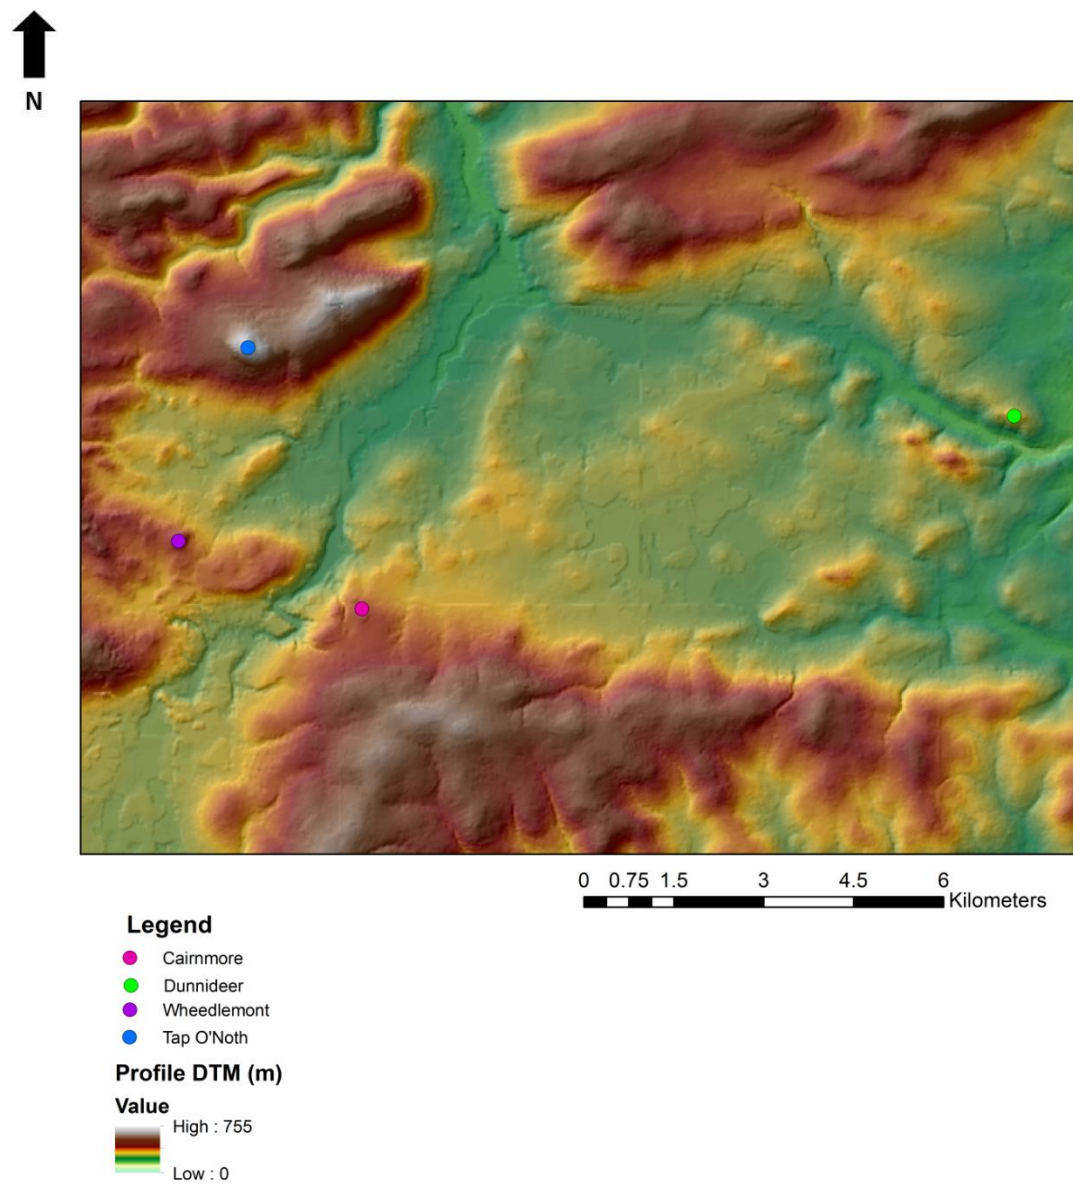 N
0 0.75 1.5 3 4.5 6
Kilometers
Legend
Cairnmore
Dunnideer
Wheedlemont
Tap O'Noth
Profile DTM (m)
Value
High : 755
Low : 0